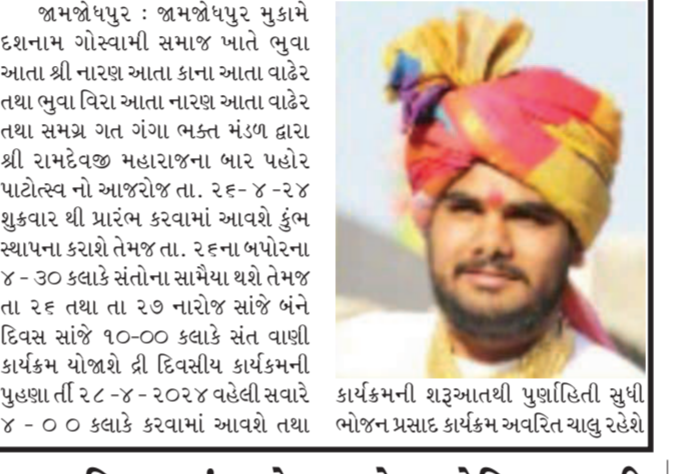 જામજોધપુર : જામજોધપુર મુકામે
દશનામ ગોસ્વામી સમાજ ખાતે ભુવા
આતા શ્રી નારણ આતા કાના આતા વાઢેર
તથા ભુવા વિરા આતા નારણ આતા વાઢેર
તથા સમગ્ર ગત ગંગા ભક્ત મંડળ દ્વારા
શ્રી રામદેવજી મહારાજના બાર પહોર
પાટોત્સ્વ નો આજરોજ તા. ૨૬-૪ -૨૪
શુક્રવાર થી પ્રારંભ કરવામાં આવશે કુંભ
સ્થાપના કરાશે તેમજ તા. ૨૬ના બપોરના
૪ - ૩૦ કલાકે સંતોના સામૈયા થશે તેમજ
તા ૨૬ તથા તા ૨૭ નારોજ સાંજે બંને
દિવસ સાંજે ૧૦-૦૦ કલાકે સંત વાણી
કાર્યક્રમ યોજાશે દ્રી દિવસીય કાર્યકમની
પુહણા ર્તી ૨૮ -૪ - ૨૦૨૪ વહેલી સવારે
૪ - ૦ ૦ કલાકે કરવામાં આવશે તથા
કાર્યક્રમની શરૂઆતથી પુર્ણાહિતી સુધી
ભોજન પ્રસાદ કાર્યક્રમ અવરિત ચાલુ રહેશે